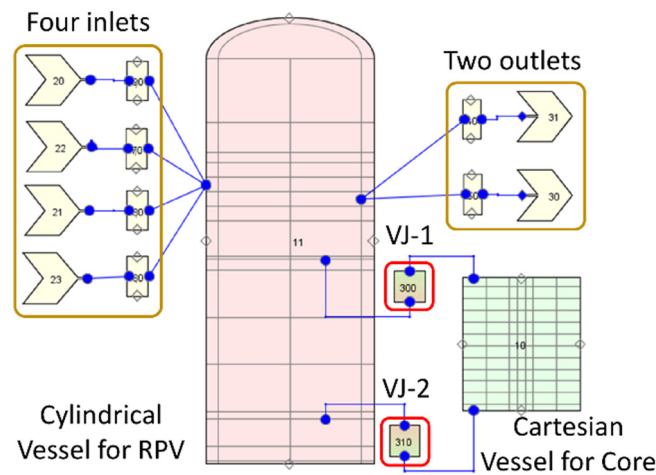 Four inlets
Two outlets
20
22
21
23
31
30
11
VJ-1
300
10
VJ-2
310
Cylindrical
Vessel for RPV
Cartesian
Vessel for Core